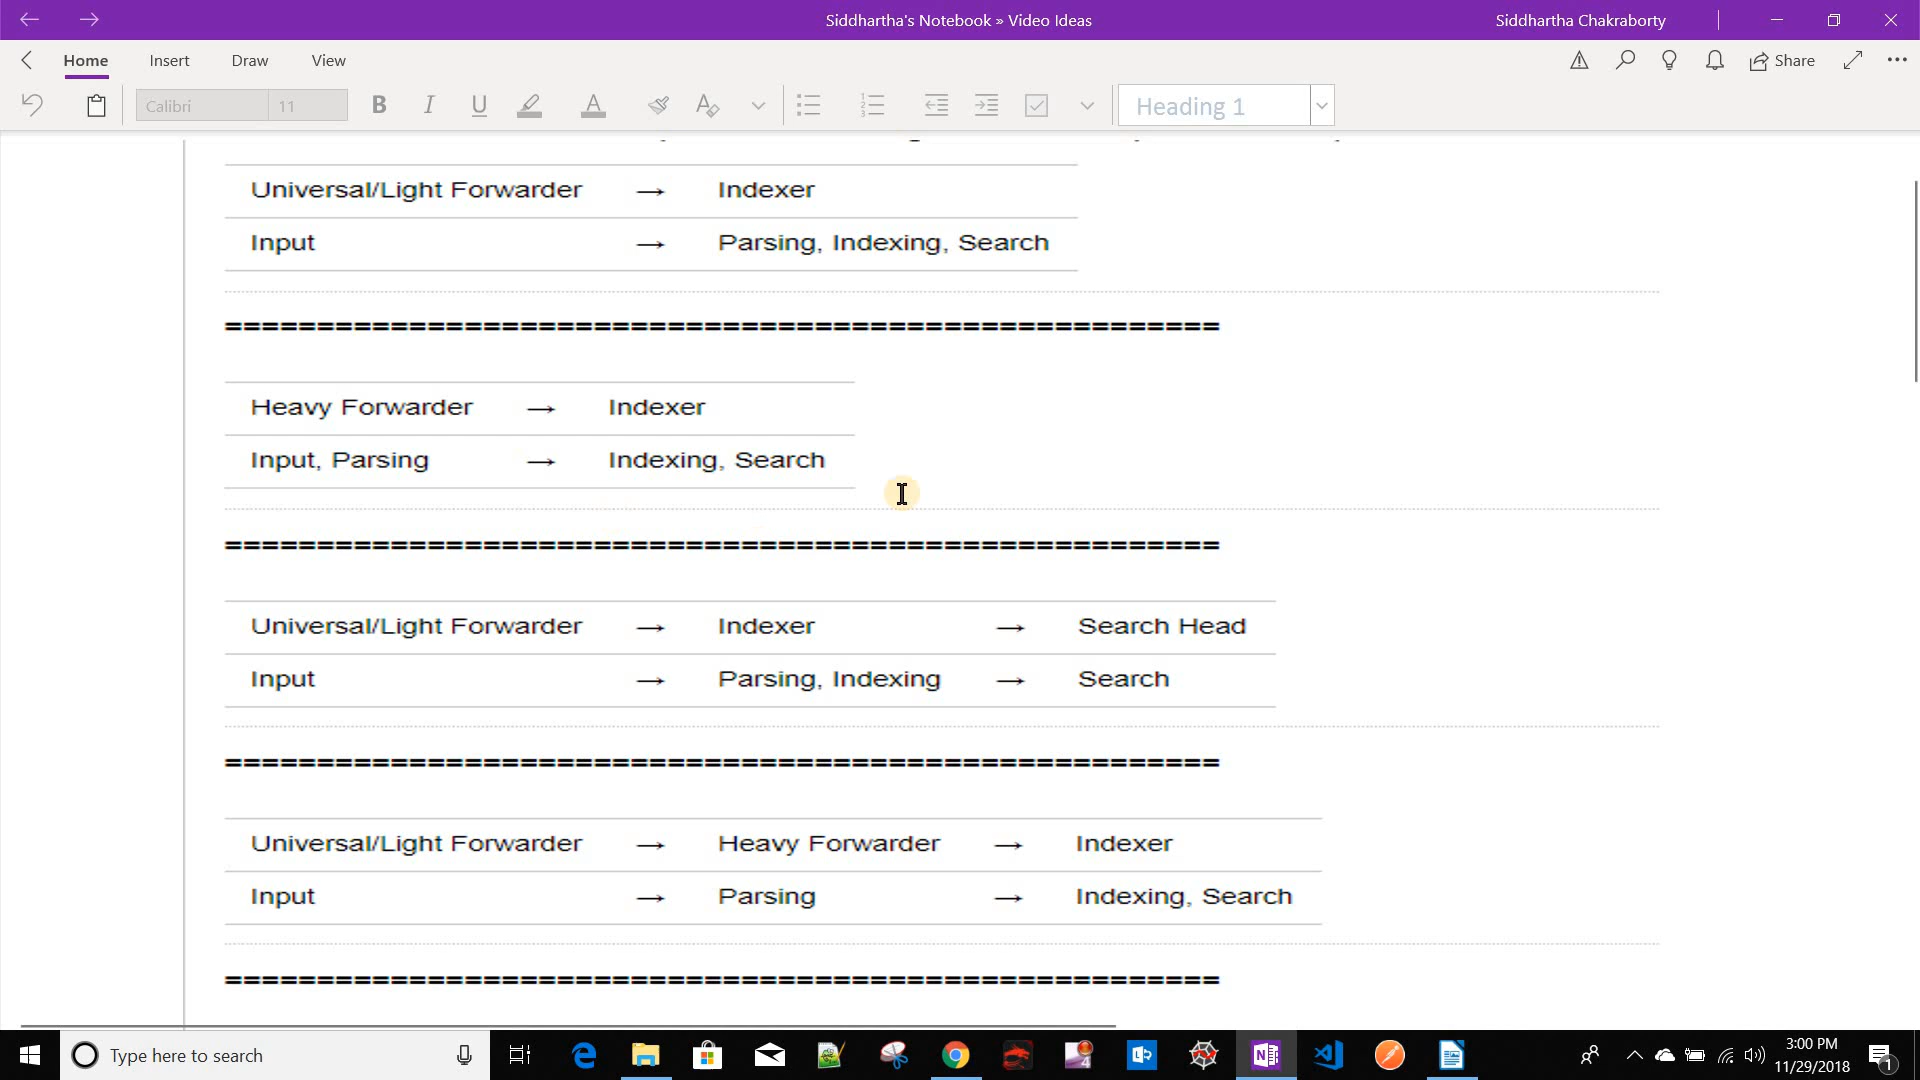 Siddhartha's Notebook » Video Ideas
Siddhartha Chakraborty
Home Insert Draw View
Share
Calibri 11 B I U A Heading 1
Universal/Light Forwarder → Indexer
Input → Parsing, Indexing, Search
======================================================
Heavy Forwarder → Indexer
Input, Parsing → Indexing, Search
======================================================
Universal/Light Forwarder → Indexer → Search Head
Input → Parsing, Indexing → Search
======================================================
Universal/Light Forwarder → Heavy Forwarder → Indexer
Input → Parsing → Indexing, Search
======================================================
Type here to search
3:00 PM
11/29/2018
1